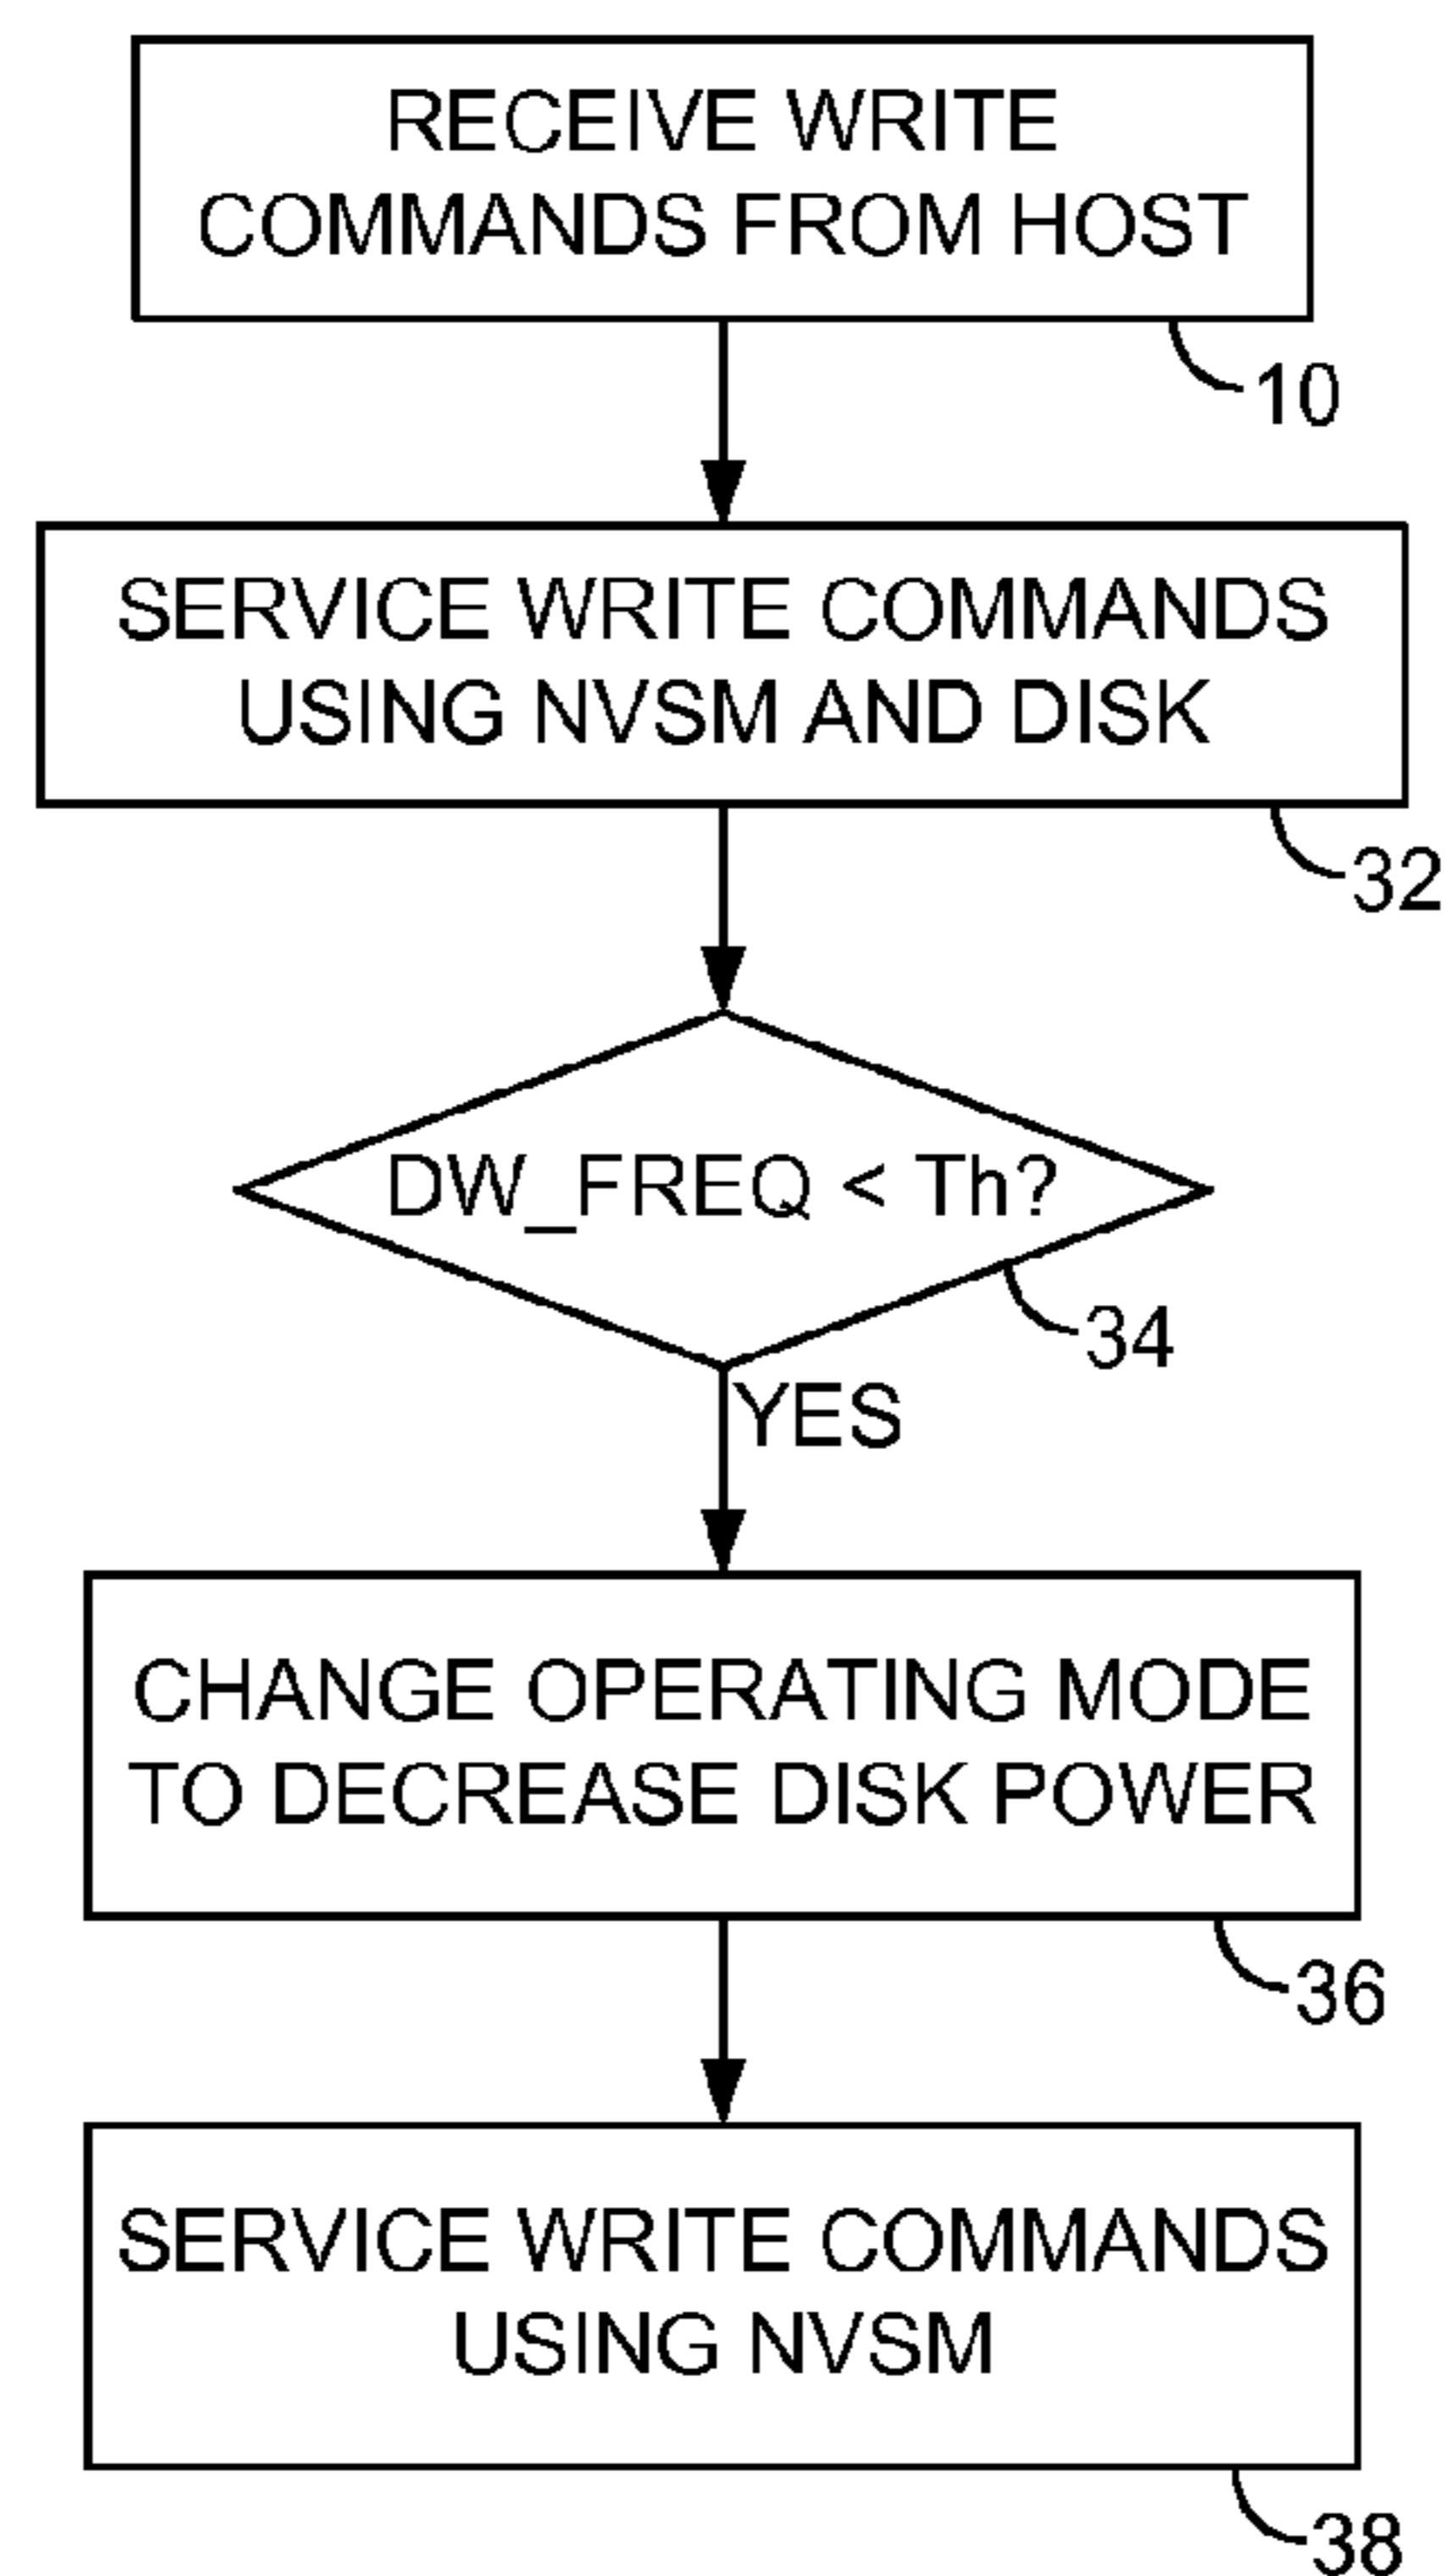 RECEIVE WRITE
COMMANDS FROM HOST
10
SERVICE WRITE COMMANDS
USING NVSM AND DISK
32
DW_FREQ < Th?
34
YES
CHANGE OPERATING MODE
TO DECREASE DISK POWER
36
SERVICE WRITE COMMANDS
USING NVSM
38